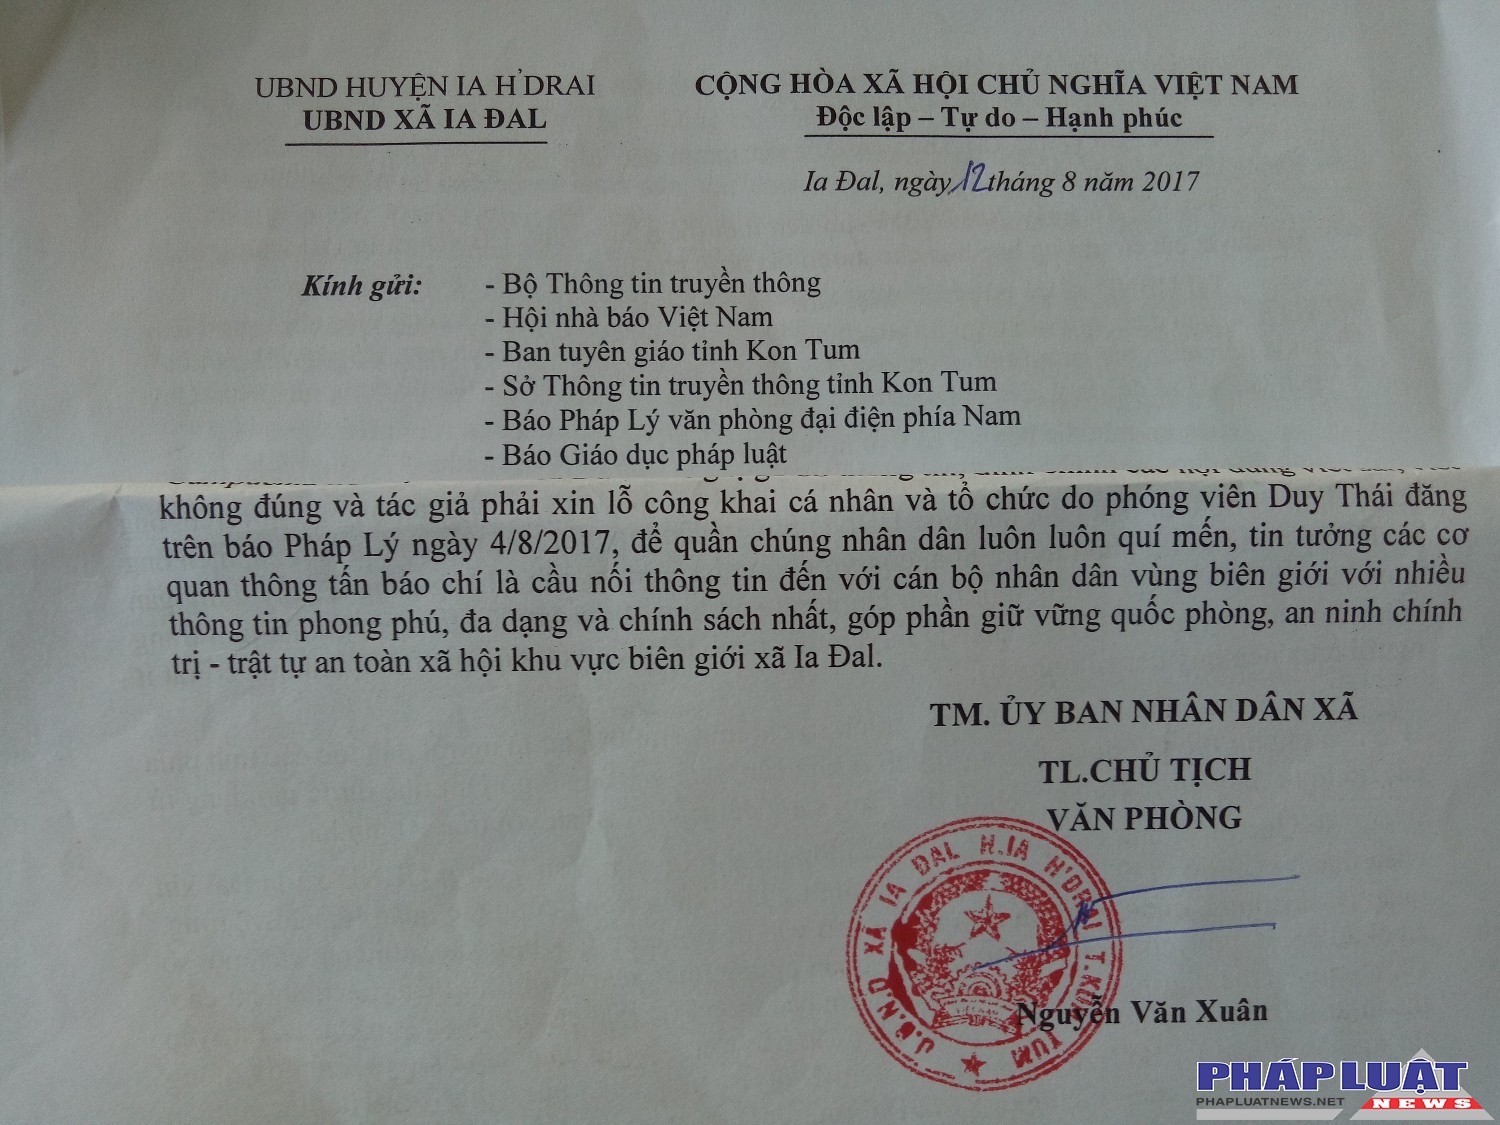 UBND HUYỆN IA H'DRAI
UBND XÃ IA ĐAL
CỘNG HÒA XÃ HỘI CHỦ NGHĨA VIỆT NAM
Độc lập – Tự do – Hạnh phúc
Ia Đal, ngày 12 tháng 8 năm 2017
Kính gửi:
- Bộ Thông tin truyền thông
- Hội nhà báo Việt Nam
- Ban tuyên giáo tỉnh Kon Tum
- Sở Thông tin truyền thông tỉnh Kon Tum
- Báo Pháp Lý văn phòng đại điện phía Nam
- Báo Giáo dục pháp luật
không đúng và tác giả phải xin lỗ công khai cá nhân và tổ chức do phóng viên Duy Thái đăng
trên báo Pháp Lý ngày 4/8/2017, để quần chúng nhân dân luôn luôn quí mến, tin tưởng các cơ
quan thông tấn báo chí là cầu nối thông tin đến với cán bộ nhân dân vùng biên giới với nhiều
thông tin phong phú, đa dạng và chính sách nhất, góp phần giữ vững quốc phòng, an ninh chính
trị - trật tự an toàn xã hội khu vực biên giới xã Ia Đal.
TM. ỦY BAN NHÂN DÂN XÃ
TL.CHỦ TỊCH
VĂN PHÒNG
U.B.N.D XÃ IA ĐAL H.IA H'DRAI T.KON TUM
Nguyễn Văn Xuân
PHÁP LUẬT
PHAPLUATNEWS.NET
NEWS